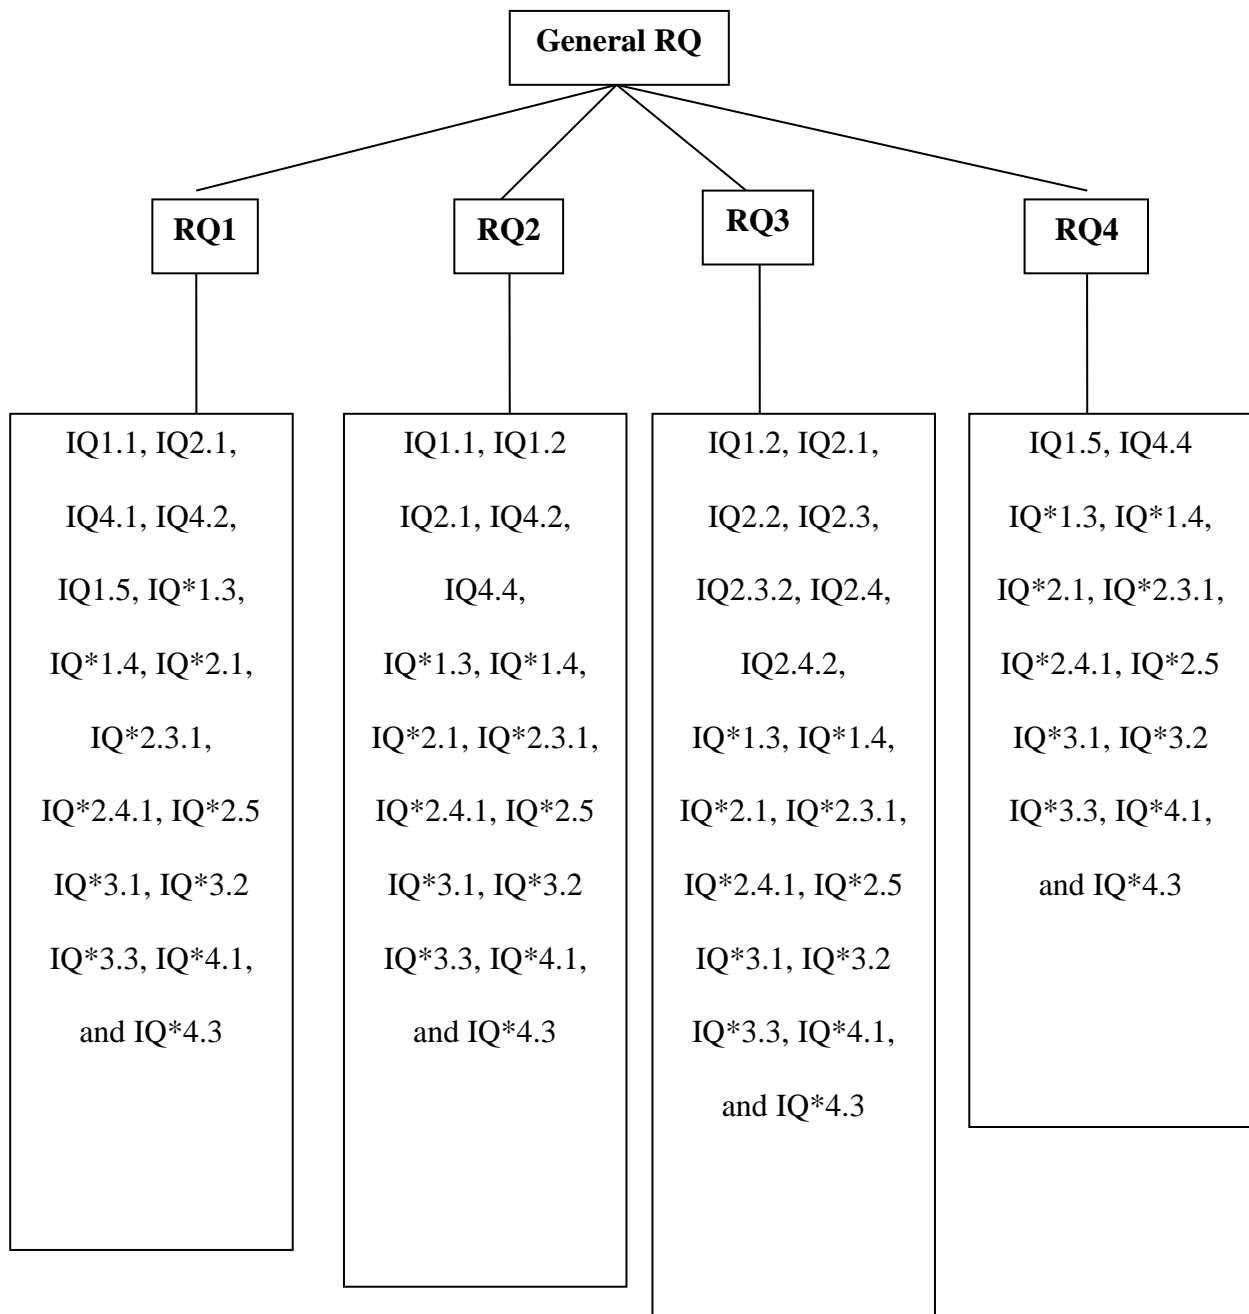 General RQ
RQ1
RQ2
RQ3
RQ4
IQ1.1, IQ2.1,
IQ4.1, IQ4.2,
IQ1.5, IQ*1.3,
IQ*1.4, IQ*2.1,
IQ*2.3.1,
IQ*2.4.1, IQ*2.5
IQ*3.1, IQ*3.2
IQ*3.3, IQ*4.1,
and IQ*4.3
IQ1.1, IQ1.2
IQ2.1, IQ4.2,
IQ4.4,
IQ*1.3, IQ*1.4,
IQ*2.1, IQ*2.3.1,
IQ*2.4.1, IQ*2.5
IQ*3.1, IQ*3.2
IQ*3.3, IQ*4.1,
and IQ*4.3
IQ1.2, IQ2.1,
IQ2.2, IQ2.3,
IQ2.3.2, IQ2.4,
IQ2.4.2,
IQ*1.3, IQ*1.4,
IQ*2.1, IQ*2.3.1,
IQ*2.4.1, IQ*2.5
IQ*3.1, IQ*3.2
IQ*3.3, IQ*4.1,
and IQ*4.3
IQ1.5, IQ4.4
IQ*1.3, IQ*1.4,
IQ*2.1, IQ*2.3.1,
IQ*2.4.1, IQ*2.5
IQ*3.1, IQ*3.2
IQ*3.3, IQ*4.1,
and IQ*4.3